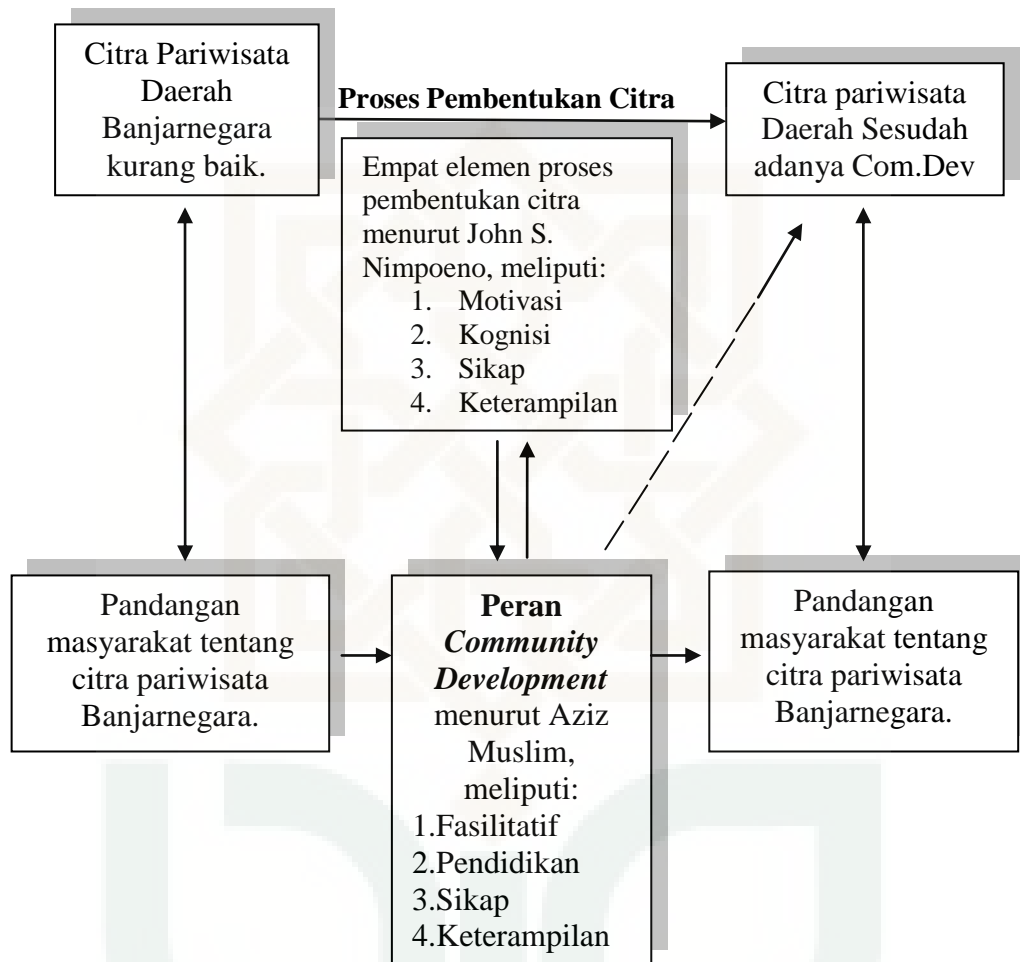 Citra Pariwisata
Daerah
Banjarnegara
kurang baik.
Proses Pembentukan Citra
Citra pariwisata
Daerah Sesudah
adanya Com.Dev
Empat elemen proses
pembentukan citra
menurut John S.
Nimpoeno, meliputi:
1. Motivasi
2. Kognisi
3. Sikap
4. Keterampilan
Pandangan
masyarakat tentang
citra pariwisata
Banjarnegara.
Peran
Community
Development
menurut Aziz
Muslim,
meliputi:
1.Fasilitatif
2.Pendidikan
3.Sikap
4.Keterampilan
Pandangan
masyarakat tentang
citra pariwisata
Banjarnegara.